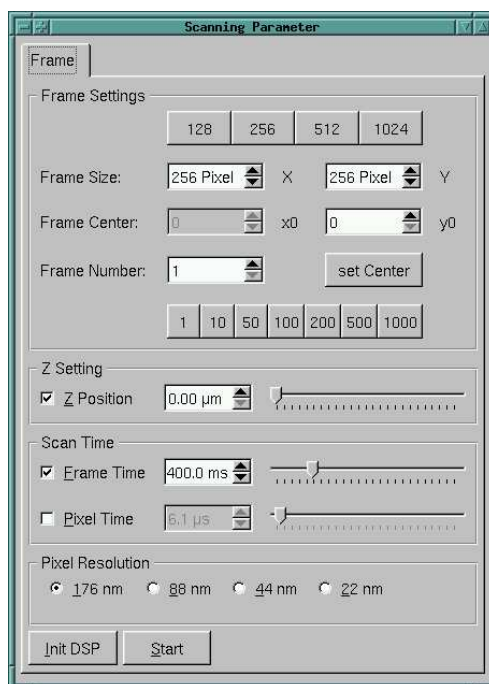 Scanning Parameter
Frame
Frame Settings
128 256 512 1024
Frame Size: 256 Pixel X 256 Pixel Y
Frame Center: 0 x0 0 y0
Frame Number: 1 set Center
1 10 50 100 200 500 1000
Z Setting
Z Position 0.00 µm
Scan Time
Frame Time 400.0 ms
Pixel Time 6.1 µs
Pixel Resolution
176 nm 88 nm 44 nm 22 nm
Init DSP Start